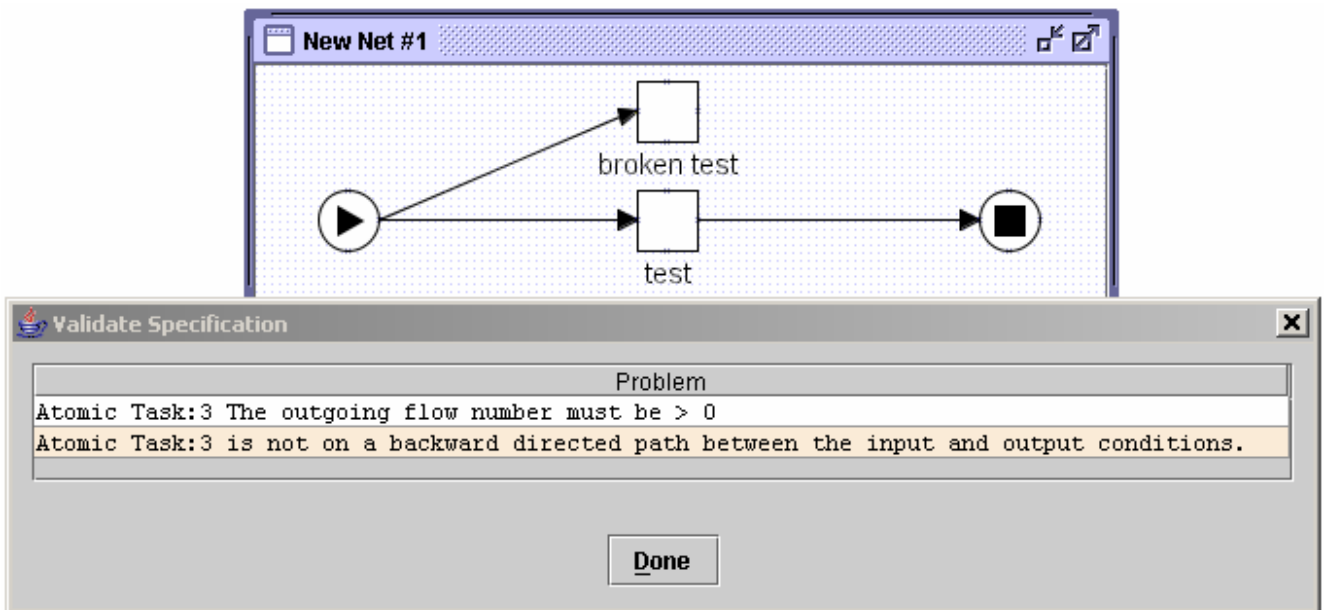 New Net #1
broken test
test
Validate Specification
Problem
Atomic Task:3 The outgoing flow number must be > 0
Atomic Task:3 is not on a backward directed path between the input and output conditions.
Done